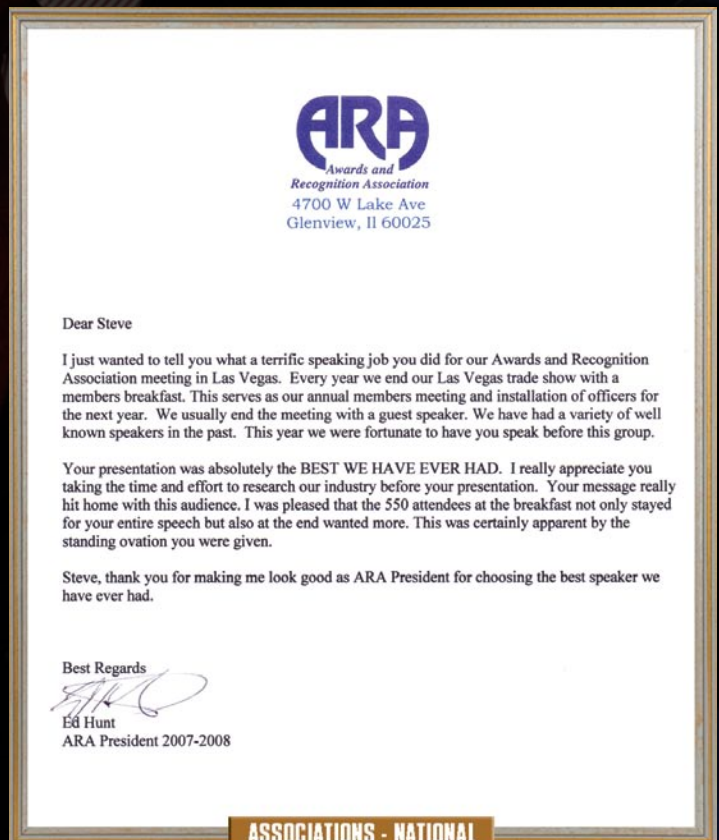 ARA
Awards and
Recognition Association
4700 W Lake Ave
Glenview, Il 60025
Dear Steve
I just wanted to tell you what a terrific speaking job you did for our Awards and Recognition
Association meeting in Las Vegas.  Every year we end our Las Vegas trade show with a
members breakfast. This serves as our annual members meeting and installation of officers for
the next year.  We usually end the meeting with a guest speaker. We have had a variety of well
known speakers in the past.  This year we were fortunate to have you speak before this group.
Your presentation was absolutely the BEST WE HAVE EVER HAD.  I really appreciate you
taking the time and effort to research our industry before your presentation.  Your message really
hit home with this audience. I was pleased that the 550 attendees at the breakfast not only stayed
for your entire speech but also at the end wanted more. This was certainly apparent by the
standing ovation you were given.
Steve, thank you for making me look good as ARA President for choosing the best speaker we
have ever had.
Best Regards
Ed Hunt
ARA President 2007-2008
ASSOCIATIONS - NATIONAL